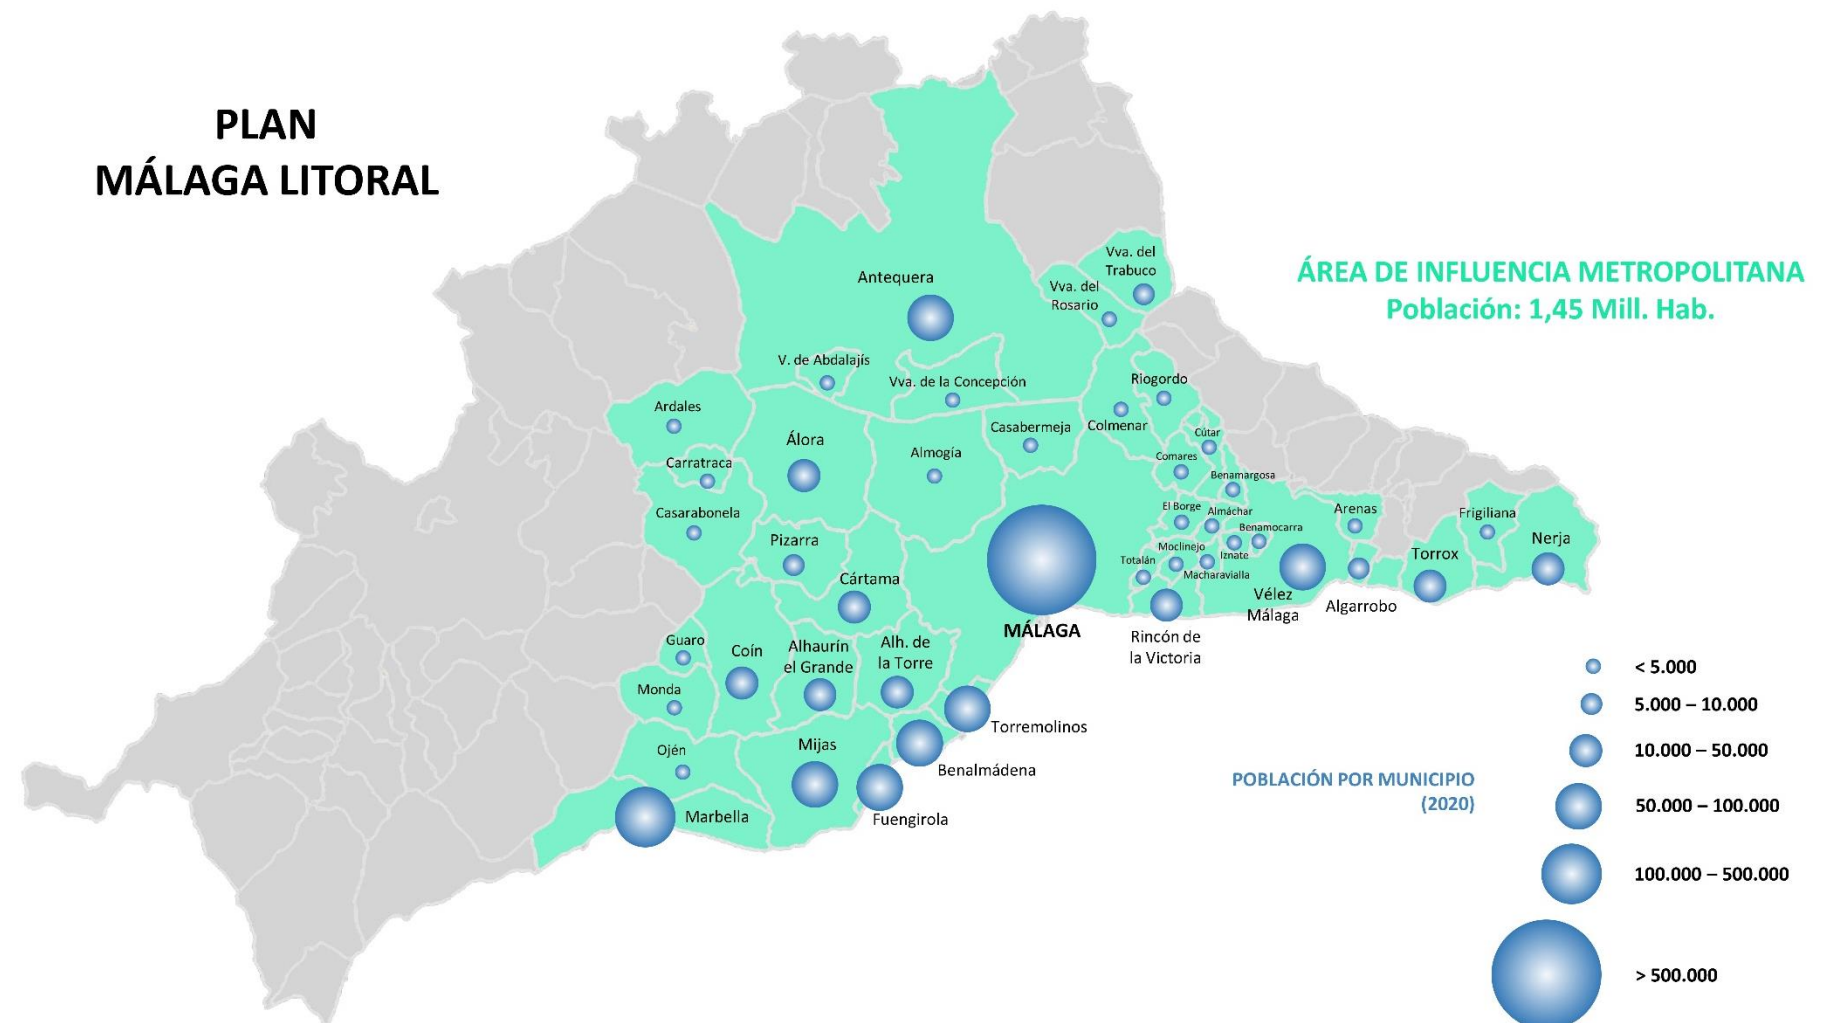 PLAN
MÁLAGA LITORAL
ÁREA DE INFLUENCIA METROPOLITANA
Población: 1,45 Mill. Hab.
Vva. del
Trabuco
Antequera
Vva. del
Rosario
V. de Abdalajís
Vva. de la Concepción
Riogordo
Ardales
Casabermeja
Colmenar
Álora
Cútar
Almogía
Comares
Carratraca
Benamargosa
Casarabonela
El Borge
Almáchar
Arenas
Frigiliana
Benamocarra
Pizarra
Nerja
Moclinejo
Iznate
Torrox
Totalán
Macharavialla
Cártama
Vélez
Málaga
Algarrobo
MÁLAGA
Rincón de
la Victoria
Guaro
Coín
Alhaurín
el Grande
Alh. de
la Torre
Monda
Torremolinos
Ojén
Mijas
Benalmádena
Marbella
Fuengirola
POBLACIÓN POR MUNICIPIO
(2020)
< 5.000
5.000 – 10.000
10.000 – 50.000
50.000 – 100.000
100.000 – 500.000
> 500.000